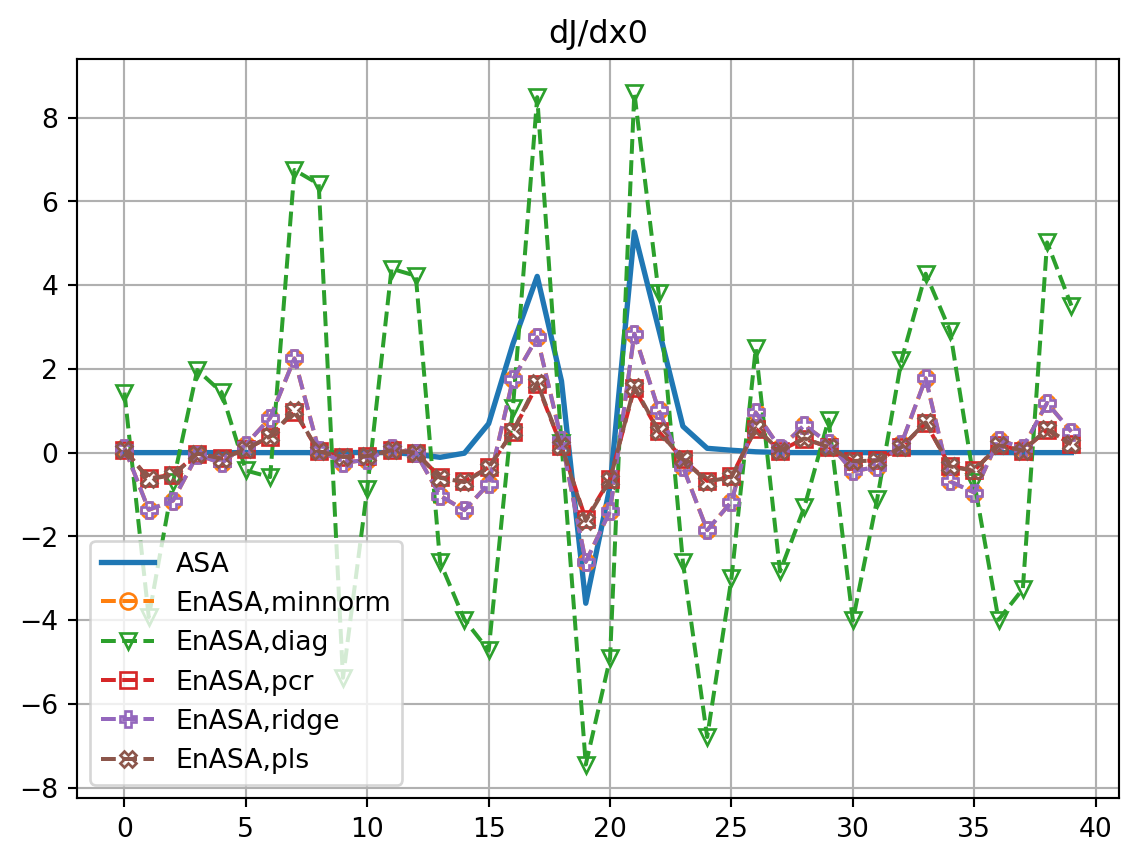 dJ/dx0
8
6
4
2
0
−2
−4
−6
−8
ASA
EnASA,minnorm
EnASA,diag
EnASA,pcr
EnASA,ridge
EnASA,pls
0 5 10 15 20 25 30 35 40